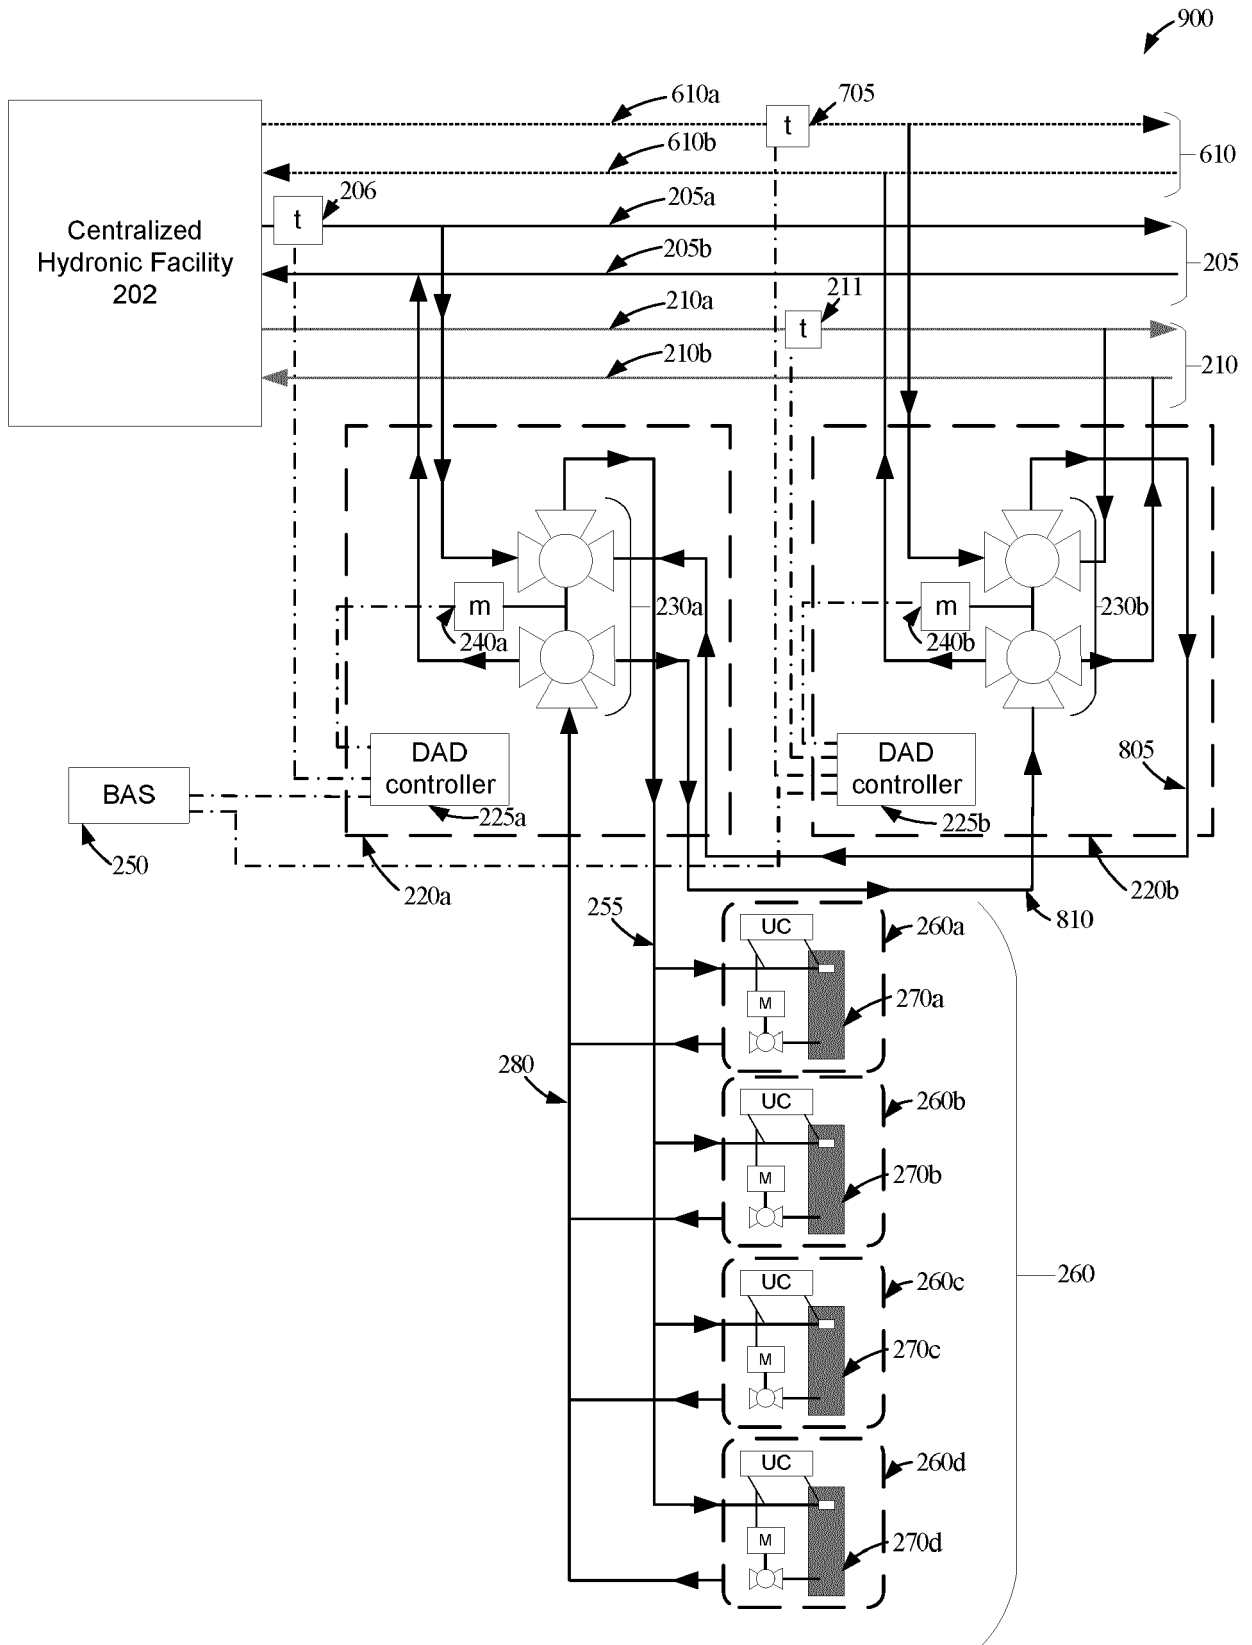 900
610a
705
t
610b
610
206
t
205a
Centralized
Hydronic Facility
202
205b
205
211
210a
t
210b
210
m
230a
m
230b
240a
240b
DAD
controller
DAD
controller
805
BAS
225a
225b
250
220a
220b
255
810
UC
260a
M
270a
280
UC
260b
M
270b
260
UC
260c
M
270c
UC
260d
M
270d